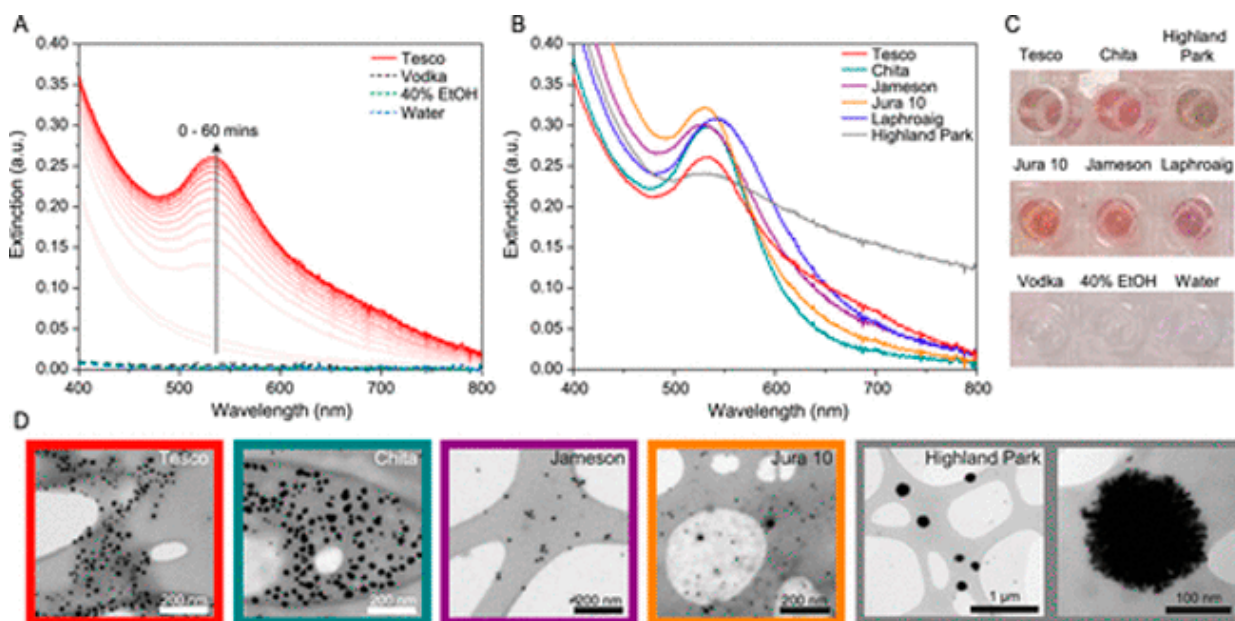 A
0.40
0.35
0.30
0.25
0.20
0.15
0.10
0.05
0.00
Extinction (a.u.)
400 500 600 700 800
Wavelength (nm)
Tesco
Vodka
40% EtOH
Water
0 - 60 mins
B
0.40
0.35
0.30
0.25
0.20
0.15
0.10
0.05
0.00
Extinction (a.u.)
400 500 600 700 800
Wavelength (nm)
Tesco
Chita
Jameson
Jura 10
Laphroaig
Highland Park
C
Tesco Chita Highland
Park
Jura 10 Jameson Laphroaig
Vodka 40% EtOH Water
D
Tesco
200 nm
Chita
200 nm
Jameson
200 nm
Jura 10
200 nm
Highland Park
1 µm
100 nm